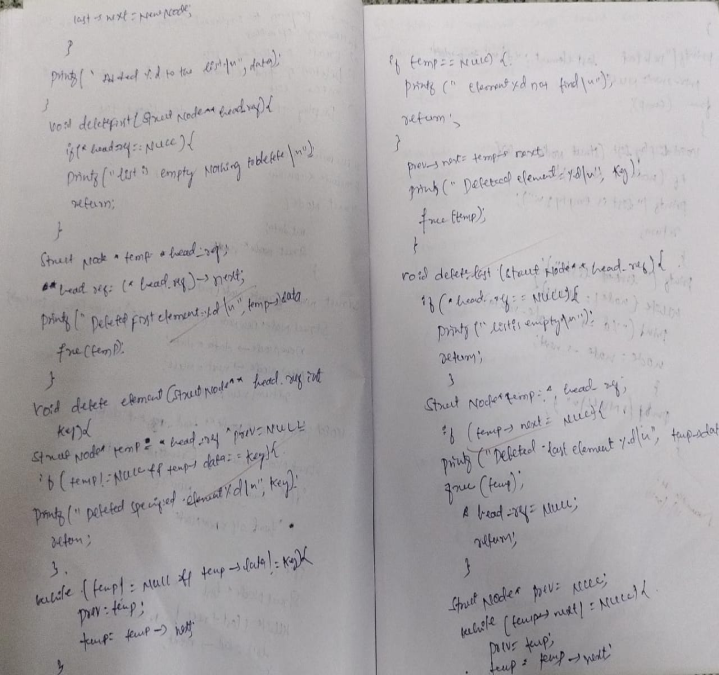 last → next = newNode;
}
printf(" Inserted %d to the list\n", data);
}
void deletefirst (Struct Node** head_ref){
if(* head_ref == NULL){
printf("list is empty Nothing to delete \n");
return;
}
Struct Node * temp = * head_ref;
* head_ref = (* head_ref) → next;
printf(" Deleted first element %d \n", temp→data
free(temp);
}
void delete element (Struct Node** head_ref int
key){
Struct Node* temp = * head_ref * prev = NULL
if (temp != NULL && temp→ data == key){
printf(" Deleted specified element %d \n", key);
return;
}
while (temp != NULL && temp → data != key){
prev = temp;
temp = temp → next;
}
if temp == NULL) {
printf (" Element %d not find \n");
return;
}
prev→ next = temp→ next
printf (" Deleted element = %d \n", key);
free (temp);
}
void delete last (struct Node** head_ref) {
if (* head_ref == NULL){
printf (" list is empty \n");
return;
}
Struct Node* temp = * head_ref;
if (temp → next = NULL){
printf ("Deleted last element %d \n", temp→dat
free (temp);
* head_ref = NULL;
return;
}
Struct Node* prev = NULL;
while (temp→ next != NULL) {
prev = temp;
temp = temp → next;